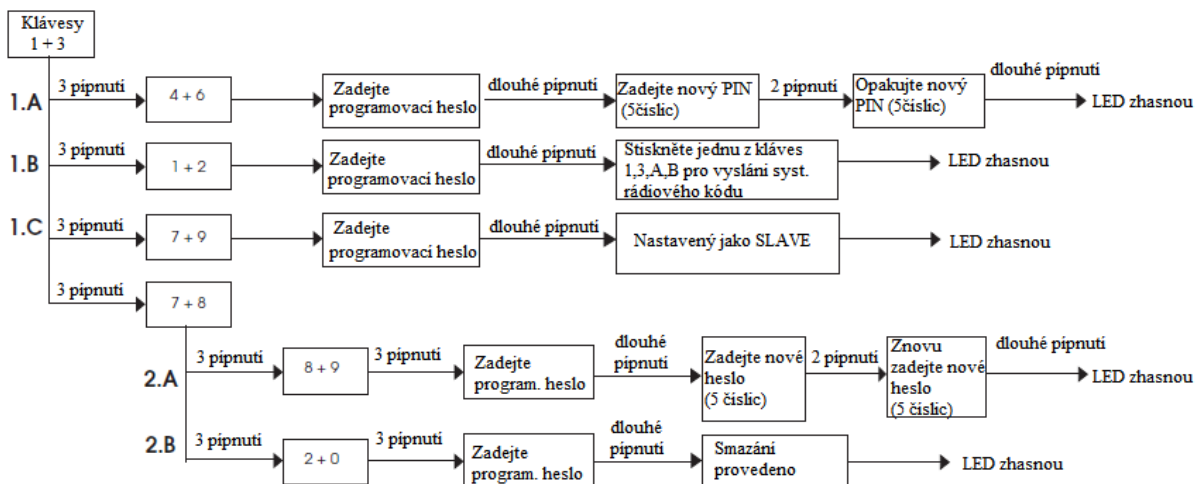 Klávesy
1 + 3
1.A
3 pípnutí
4 + 6
Zadejte
programovací heslo
dlouhé pípnutí
Zadejte nový PIN
(5číslic)
2 pípnutí
Opakujte nový
PIN (5číslic)
dlouhé pípnutí
LED zhasnou
1.B
3 pípnutí
1 + 2
Zadejte
programovací heslo
dlouhé pípnutí
Stiskněte jednu z kláves
1,3,A,B pro vyslání syst.
rádiového kódu
LED zhasnou
1.C
3 pípnutí
7 + 9
Zadejte
programovací heslo
dlouhé pípnutí
Nastavený jako SLAVE
LED zhasnou
3 pípnutí
7 + 8
2.A
3 pípnutí
8 + 9
3 pípnutí
Zadejte
program. heslo
dlouhé
pípnutí
Zadejte nové
heslo
(5 číslic)
2 pípnutí
Znovu
zadejte nové
heslo
(5 číslic)
dlouhé pípnutí
LED zhasnou
2.B
3 pípnutí
2 + 0
3 pípnutí
Zadejte
program. heslo
dlouhé
pípnutí
Smazání
provedeno
LED zhasnou